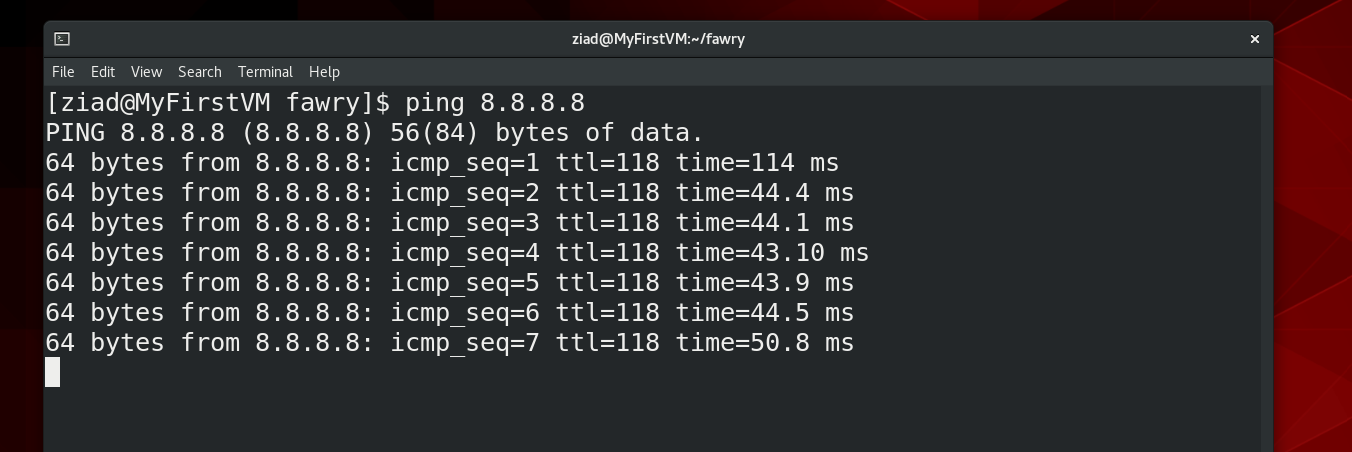 ziad@MyFirstVM:~/fawry
File Edit View Search Terminal Help
[ziad@MyFirstVM fawry]$ ping 8.8.8.8
PING 8.8.8.8 (8.8.8.8) 56(84) bytes of data.
64 bytes from 8.8.8.8: icmp_seq=1 ttl=118 time=114 ms
64 bytes from 8.8.8.8: icmp_seq=2 ttl=118 time=44.4 ms
64 bytes from 8.8.8.8: icmp_seq=3 ttl=118 time=44.1 ms
64 bytes from 8.8.8.8: icmp_seq=4 ttl=118 time=43.10 ms
64 bytes from 8.8.8.8: icmp_seq=5 ttl=118 time=43.9 ms
64 bytes from 8.8.8.8: icmp_seq=6 ttl=118 time=44.5 ms
64 bytes from 8.8.8.8: icmp_seq=7 ttl=118 time=50.8 ms